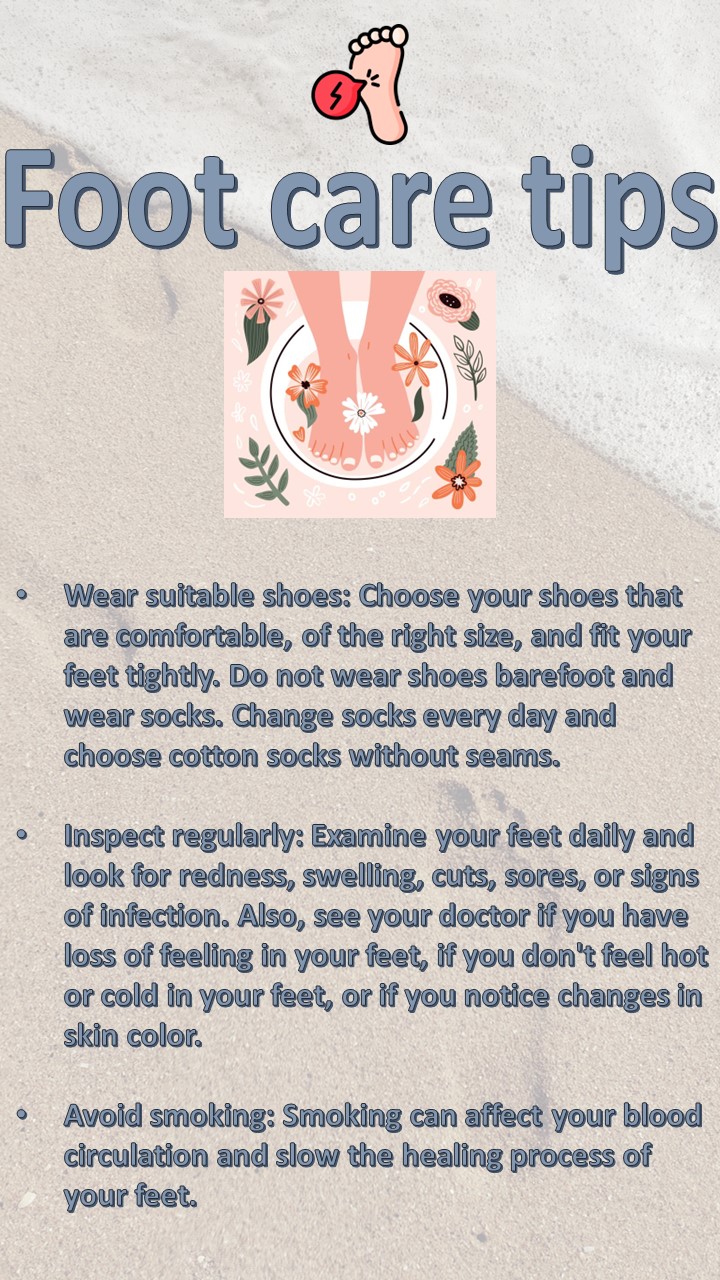 Foot care tips
• Wear suitable shoes: Choose your shoes that
are comfortable, of the right size, and fit your
feet tightly. Do not wear shoes barefoot and
wear socks. Change socks every day and
choose cotton socks without seams.
• Inspect regularly: Examine your feet daily and
look for redness, swelling, cuts, sores, or signs
of infection. Also, see your doctor if you have
loss of feeling in your feet, if you don't feel hot
or cold in your feet, or if you notice changes in
skin color.
• Avoid smoking: Smoking can affect your blood
circulation and slow the healing process of
your feet.